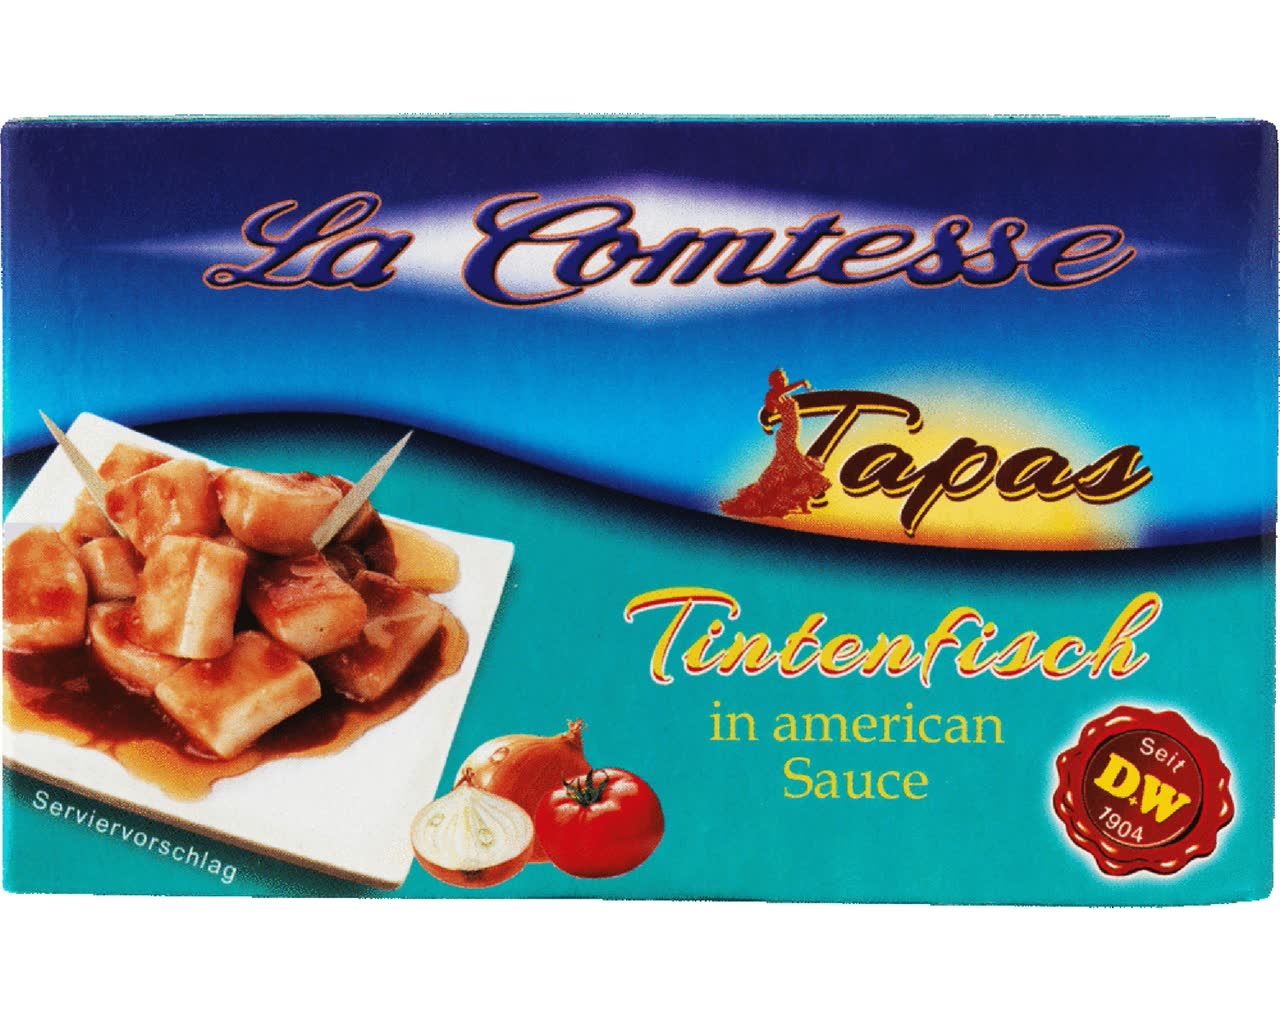 La Comtesse
Tapas
Tintenfisch
in american
Sauce
Seit
D+W
1904
Serviervorschlag